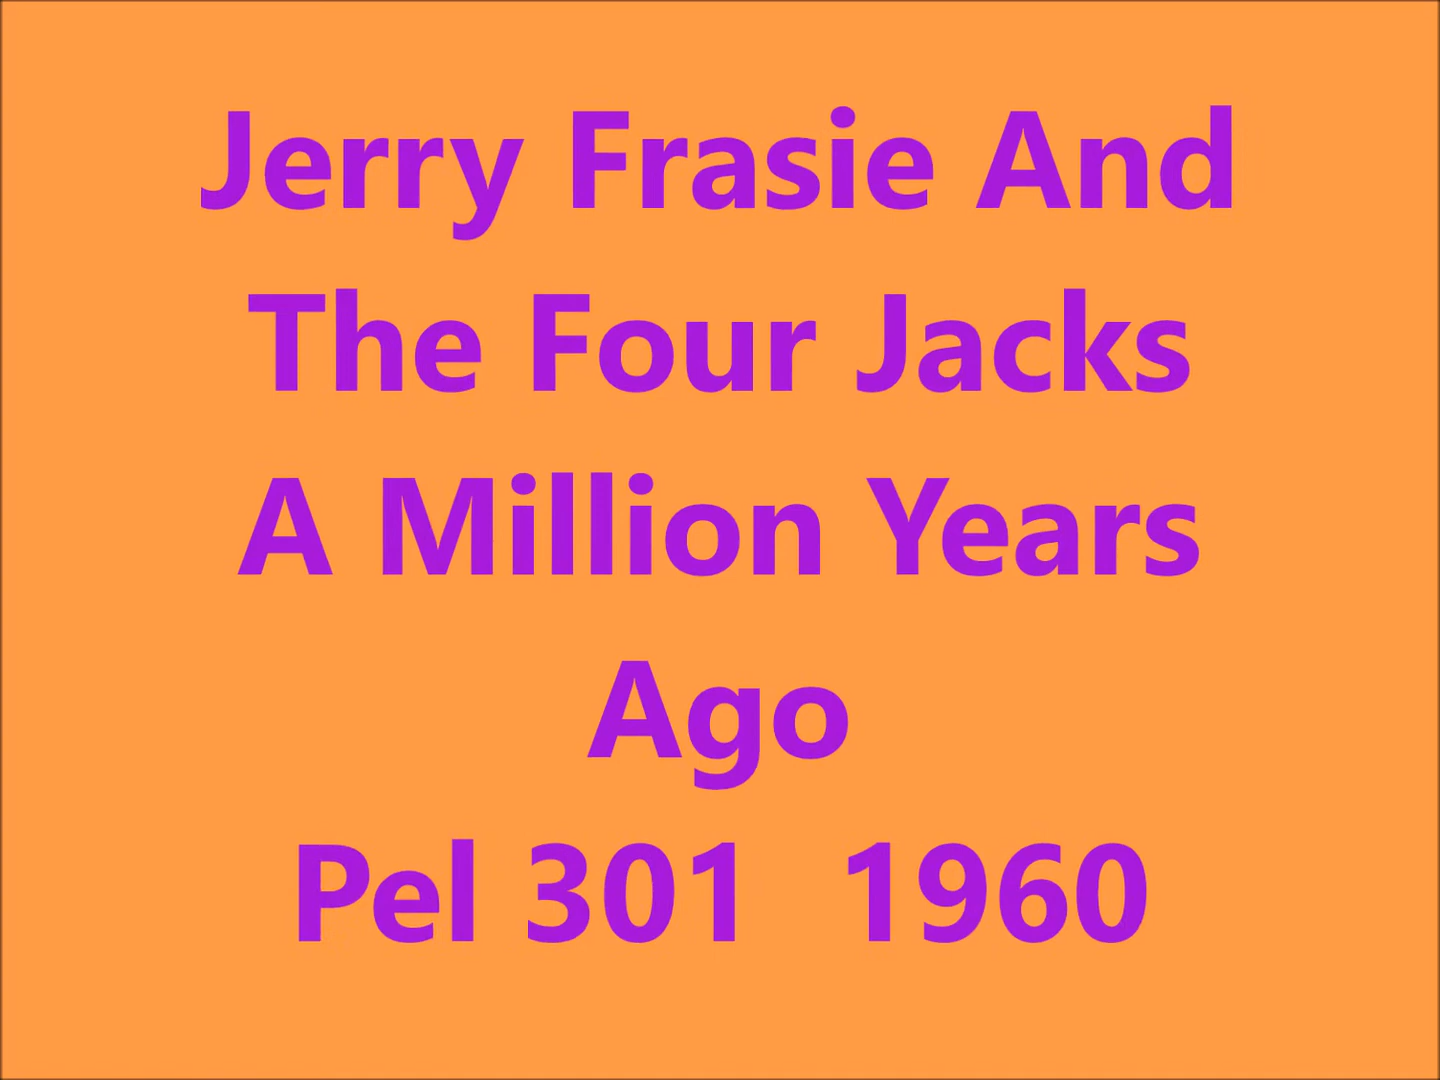 Jerry Frasie And
The Four Jacks
A Million Years
Ago
Pel 301  1960